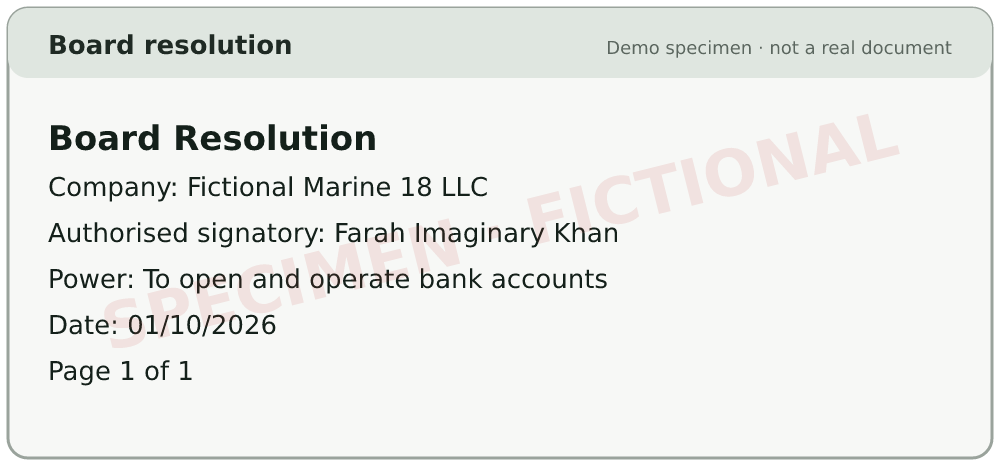 Board resolution
Demo specimen · not a real document
Board Resolution
Company: Fictional Marine 18 LLC
Authorised signatory: Farah Imaginary Khan
Power: To open and operate bank accounts
Date: 01/10/2026
Page 1 of 1
SPECIMEN · FICTIONAL